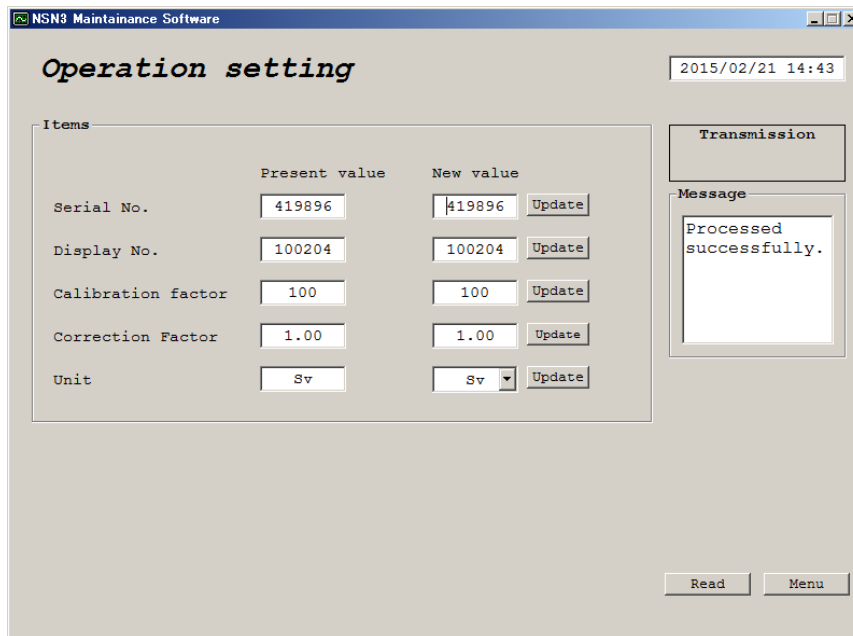 NSN3 Maintainance Software
Operation setting
2015/02/21 14:43
Items
Transmission
Present value New value
Message
Serial No. 419896 419896 Update
Processed
successfully.
Display No. 100204 100204 Update
Calibration factor 100 100 Update
Correction Factor 1.00 1.00 Update
Unit Sv Sv Update
Read Menu